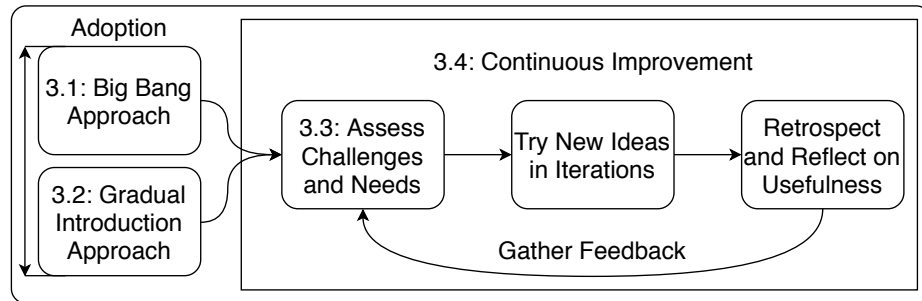 Adoption
3.1: Big Bang
Approach
3.2: Gradual
Introduction
Approach
3.4: Continuous Improvement
3.3: Assess
Challenges
and Needs
Try New Ideas
in Iterations
Retrospect
and Reflect on
Usefulness
Gather Feedback